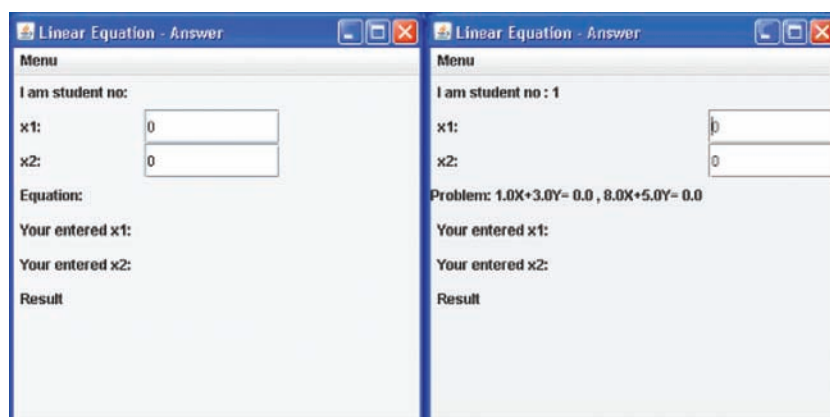 Linear Equation - Answer
Menu
I am student no:
x1: 0
x2: 0
Equation:
Your entered x1:
Your entered x2:
Result
Linear Equation - Answer
Menu
I am student no : 1
x1: 0
x2: 0
Problem: 1.0X+3.0Y= 0.0 , 8.0X+5.0Y= 0.0
Your entered x1:
Your entered x2:
Result